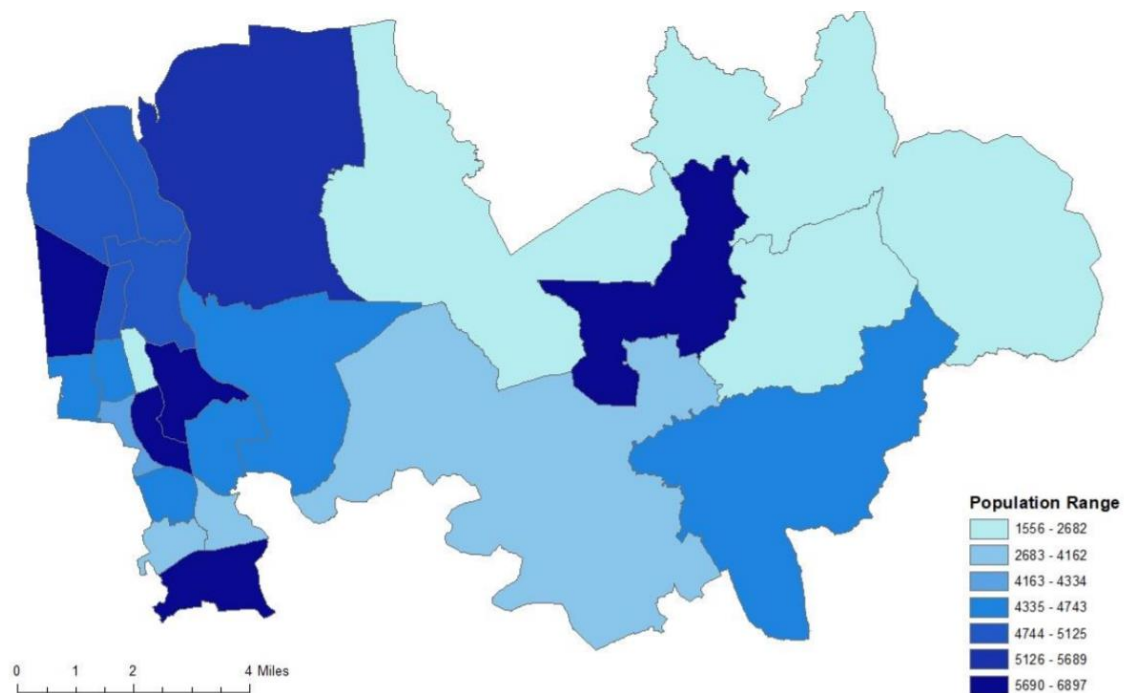 Population Range
1556 - 2682
2683 - 4162
4163 - 4334
4335 - 4743
4744 - 5125
5126 - 5689
5690 - 6897
0 1 2 4 Miles